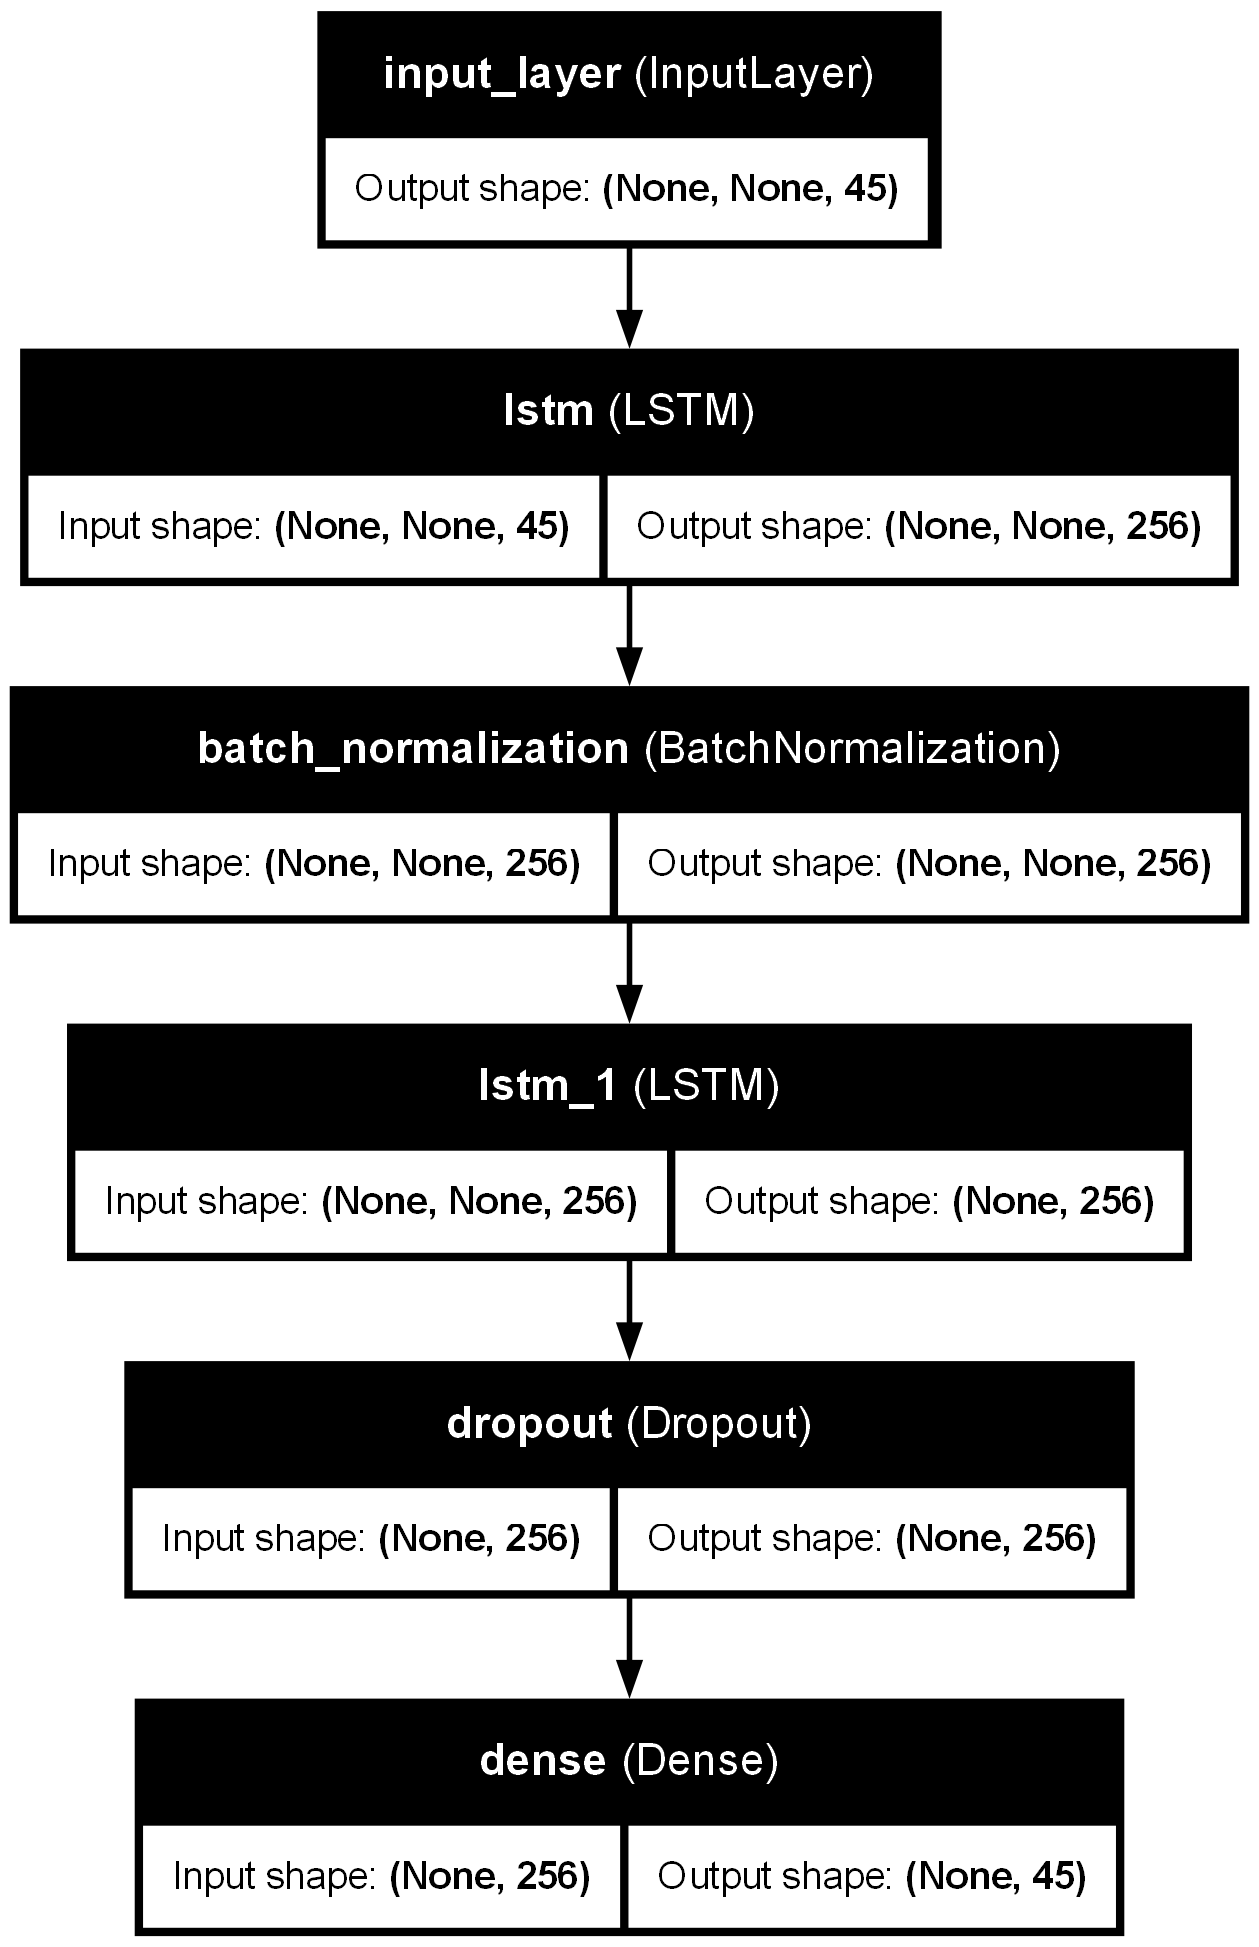 input_layer (InputLayer)
Output shape: (None, None, 45)
lstm (LSTM)
Input shape: (None, None, 45) Output shape: (None, None, 256)
batch_normalization (BatchNormalization)
Input shape: (None, None, 256) Output shape: (None, None, 256)
lstm_1 (LSTM)
Input shape: (None, None, 256) Output shape: (None, 256)
dropout (Dropout)
Input shape: (None, 256) Output shape: (None, 256)
dense (Dense)
Input shape: (None, 256) Output shape: (None, 45)